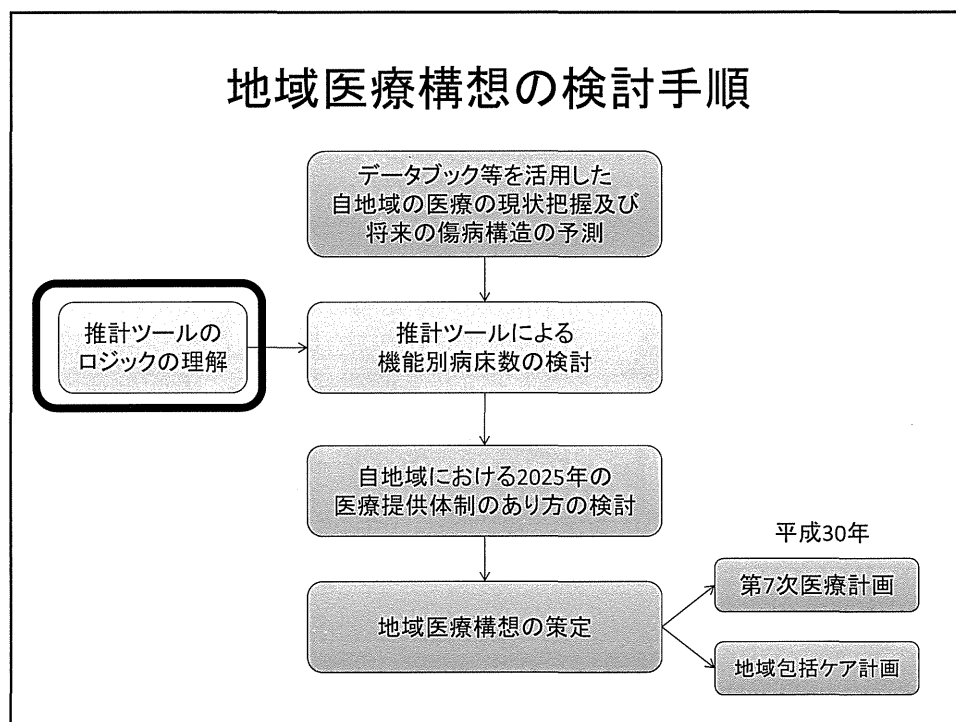 地域医療構想の検討手順
データブック等を活用した
自地域の医療の現状把握及び
将来の傷病構造の予測
推計ツールの
ロジックの理解
推計ツールによる
機能別病床数の検討
自地域における2025年の
医療提供体制のあり方の検討
平成30年
第7次医療計画
地域医療構想の策定
地域包括ケア計画